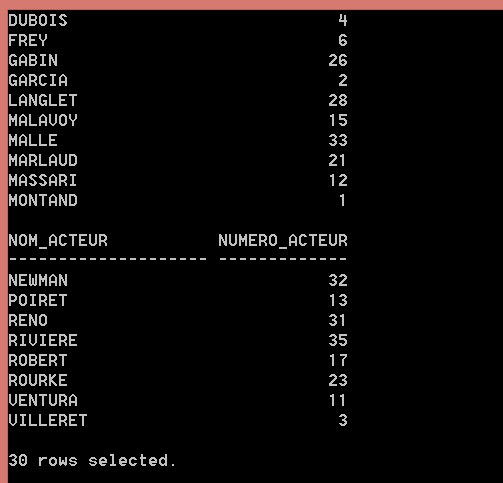 DUBOIS 4
FREY 6
GABIN 26
GARCIA 2
LANGLET 28
MALAVOY 15
MALLE 33
MARLAUD 21
MASSARI 12
MONTAND 1
NOM_ACTEUR NUMERO_ACTEUR
-------------------- -------------
NEWMAN 32
POIRET 13
RENO 31
RIVIERE 35
ROBERT 17
ROURKE 23
VENTURA 11
VILLERET 3
30 rows selected.